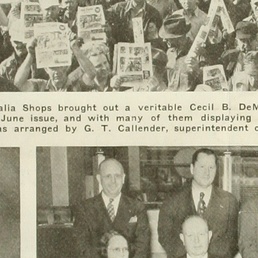 alia Shops brought out a veritable Cecil B. DeM
June issue, and with many of them displaying
as arranged by G. T. Callender, superintendent o